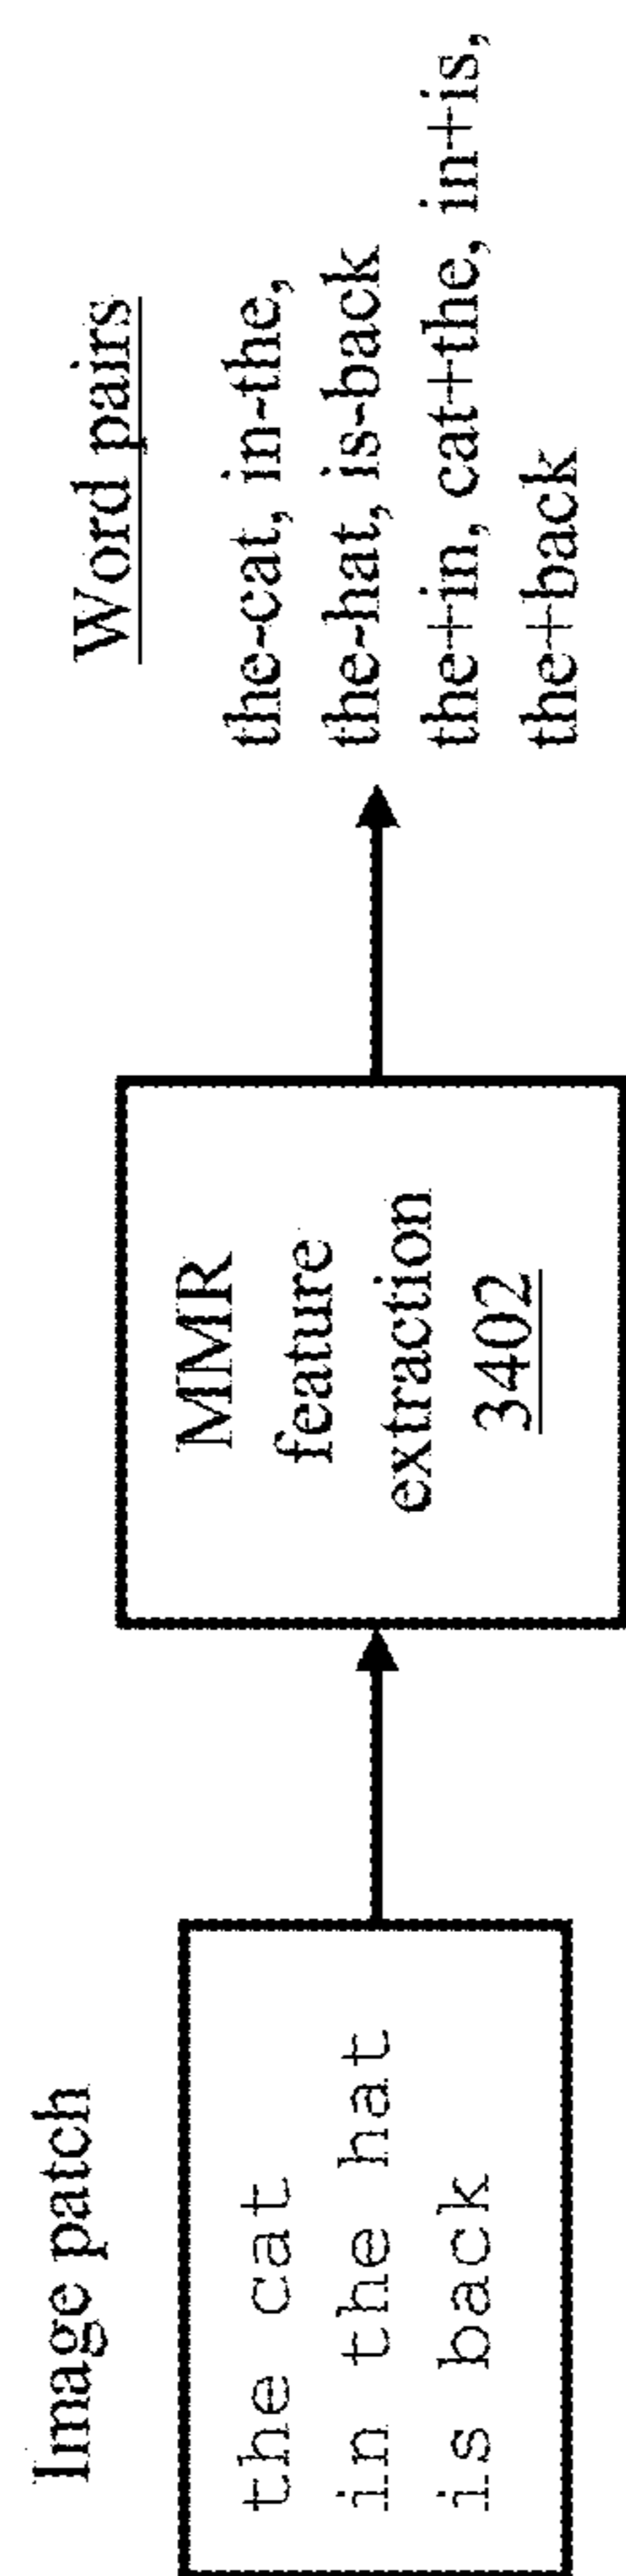 Image patch
the cat
in the hat
is back
MMR
feature
extraction
3402
Word pairs
the-cat, in-the,
the-hat, is-back
the+in, cat+the, in+is,
the+back